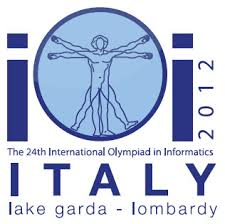 ioi 2012
The 24th International Olympiad in Informatics
ITALY
lake garda - lombardy